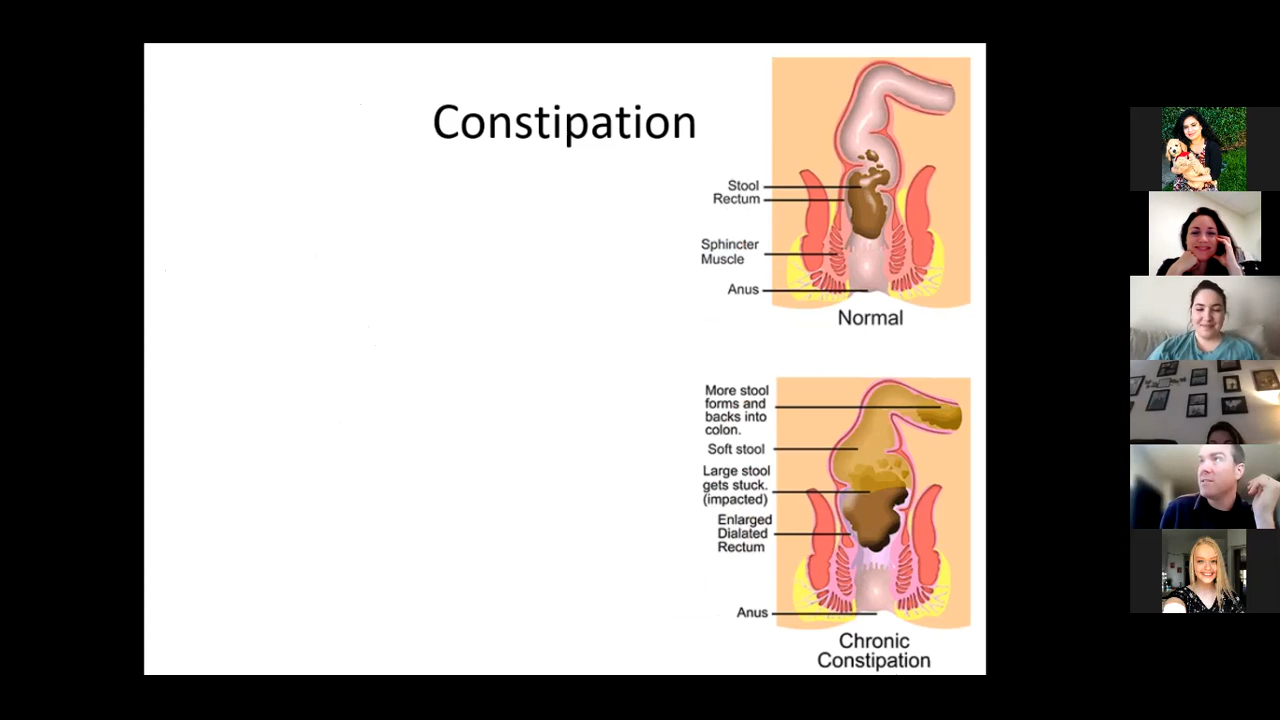 Constipation
Stool
Rectum
Sphincter
Muscle
Anus
Normal
More stool
forms and
backs into
colon.
Soft stool
Large stool
gets stuck.
(impacted)
Enlarged
Dialated
Rectum
Anus
Chronic
Constipation